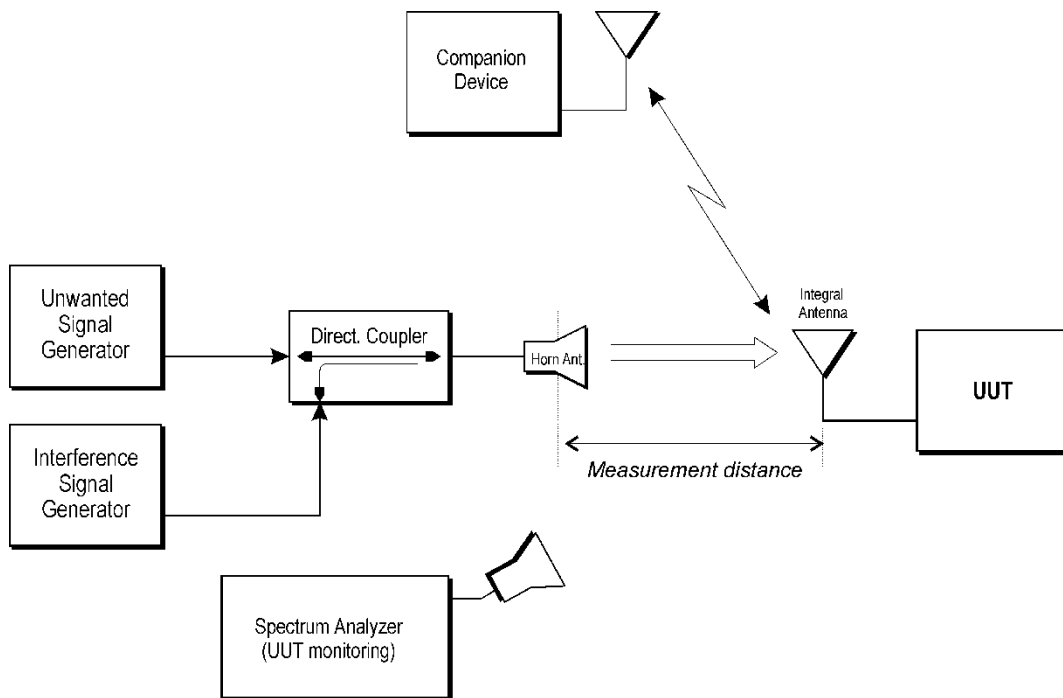 Companion
Device
Integral
Antenna
Unwanted
Signal
Generator
Direct. Coupler
Horn Ant.
UUT
Interference
Signal
Generator
Measurement distance
Spectrum Analyzer
(UUT monitoring)